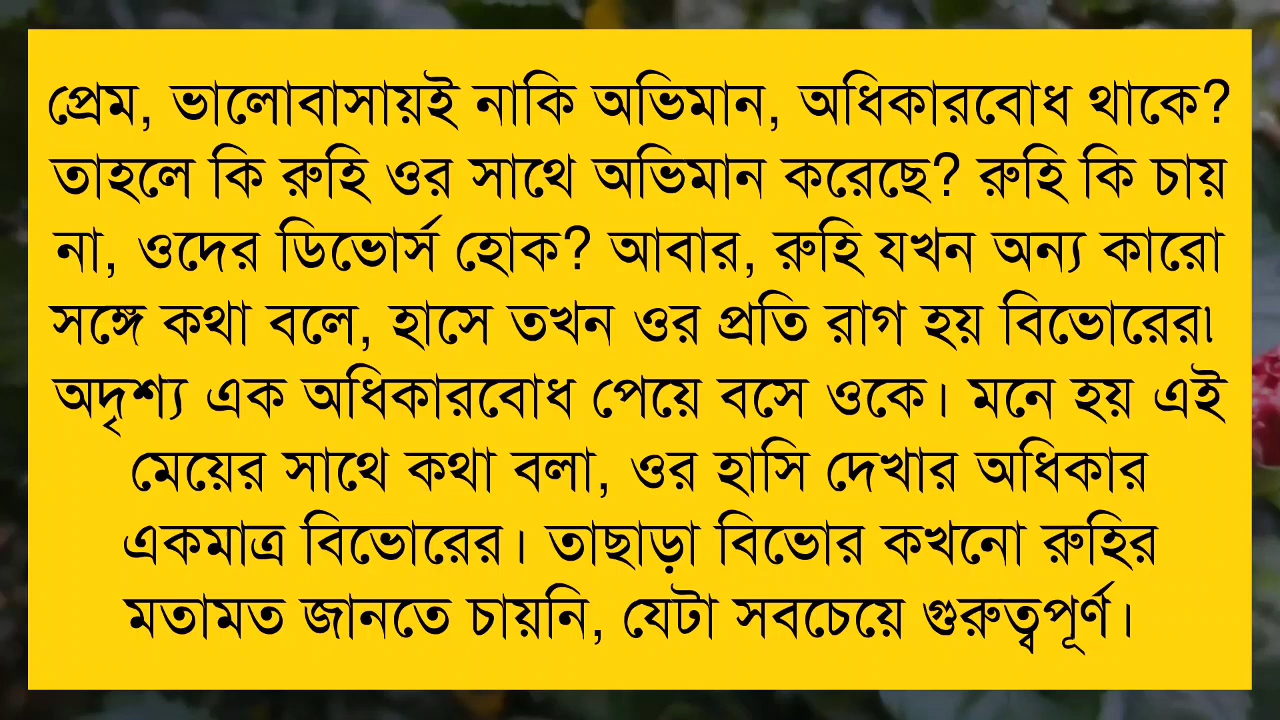 প্রেম, ভালোবাসায়ই নাকি অভিমান, অধিকারবোধ থাকে?
তাহলে কি রুহি ওর সাথে অভিমান করেছে? রুহি কি চায়
না, ওদের ডিভোর্স হোক? আবার, রুহি যখন অন্য কারো
সঙ্গে কথা বলে, হাসে তখন ওর প্রতি রাগ হয় বিভোরের৷
অদৃশ্য এক অধিকারবোধ পেয়ে বসে ওকে। মনে হয় এই
মেয়ের সাথে কথা বলা, ওর হাসি দেখার অধিকার
একমাত্র বিভোরের। তাছাড়া বিভোর কখনো রুহির
মতামত জানতে চায়নি, যেটা সবচেয়ে গুরুত্বপূর্ণ।